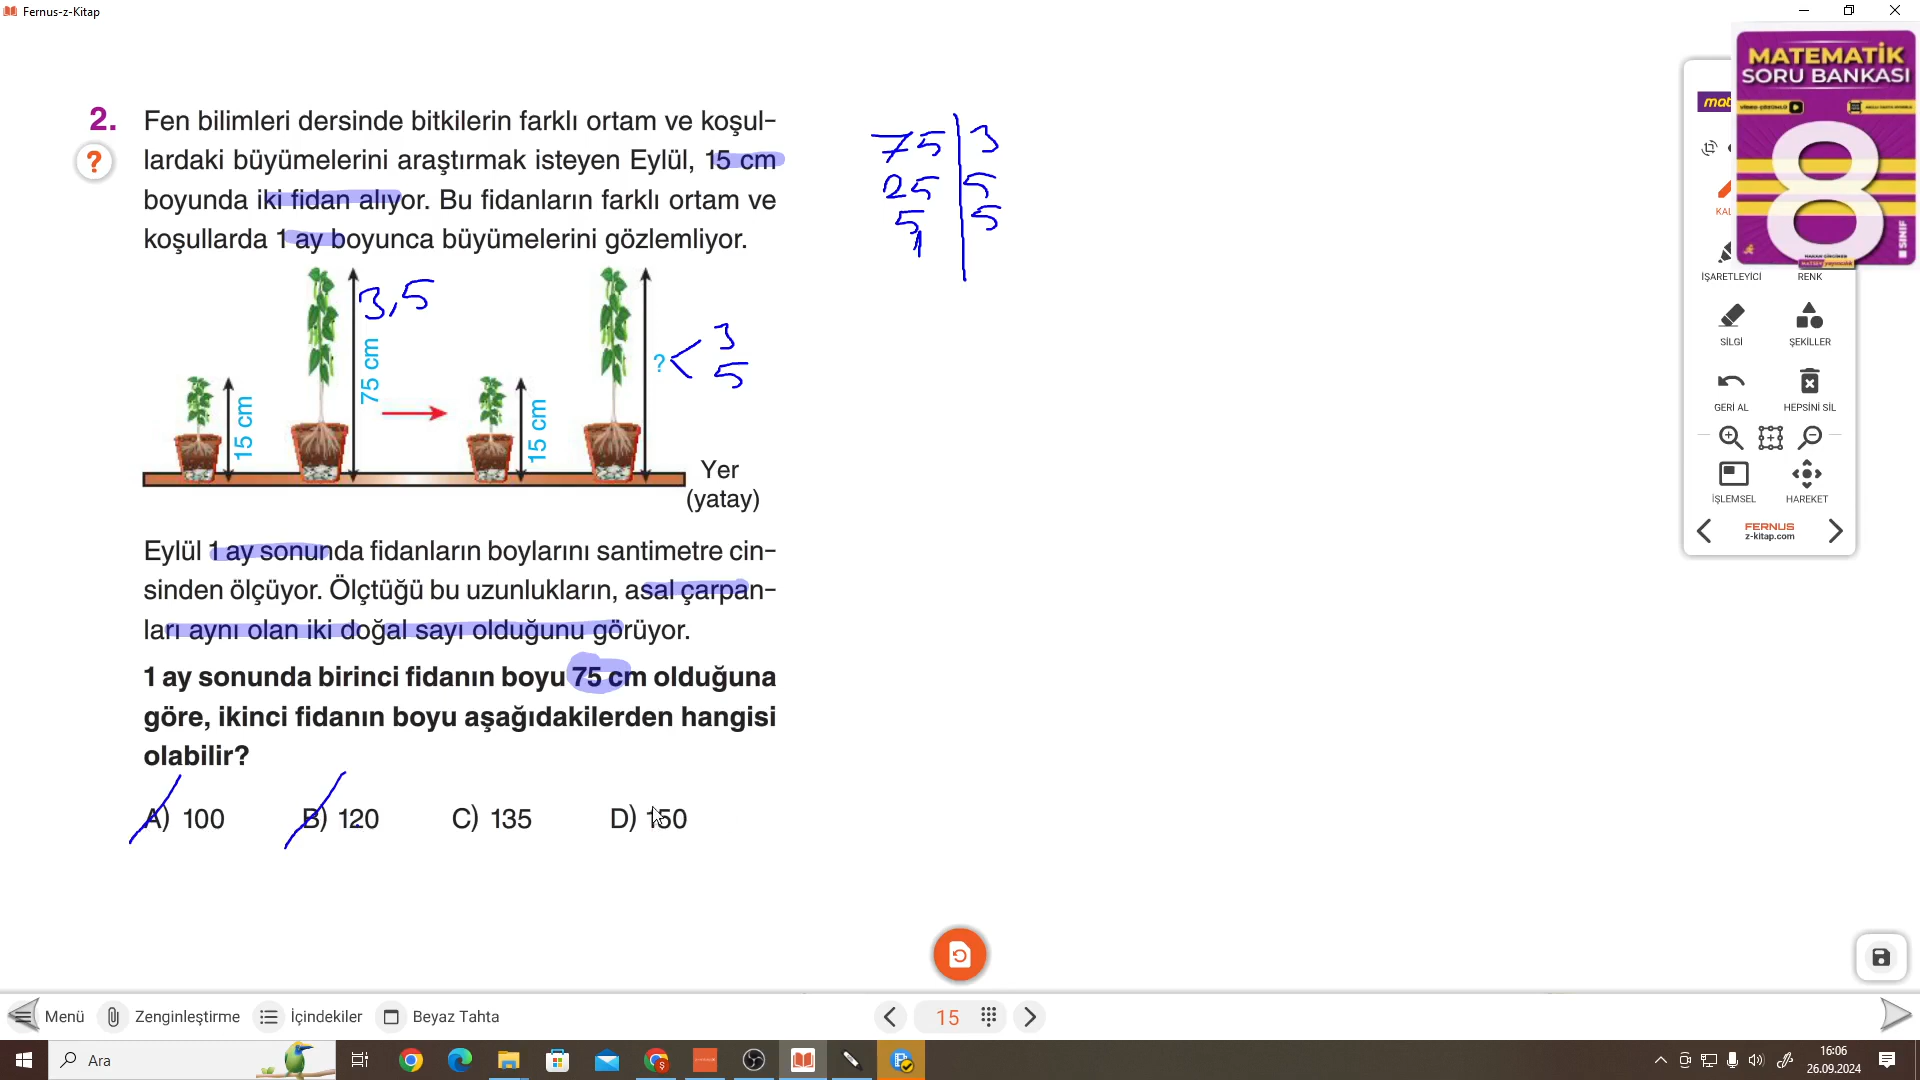 Fernus-z-Kitap
2. Fen bilimleri dersinde bitkilerin farklı ortam ve koşul-
lardaki büyümelerini araştırmak isteyen Eylül, 15 cm
boyunda iki fidan alıyor. Bu fidanların farklı ortam ve
koşullarda 1 ay boyunca büyümelerini gözlemliyor.
?
75 3
25 5
5 5
1
3,5
15 cm
75 cm
15 cm
? < 3
5
Yer
(yatay)
Eylül 1 ay sonunda fidanların boylarını santimetre cin-
sinden ölçüyor. Ölçtüğü bu uzunlukların, asal çarpan-
ları aynı olan iki doğal sayı olduğunu görüyor.
1 ay sonunda birinci fidanın boyu 75 cm olduğuna
göre, ikinci fidanın boyu aşağıdakilerden hangisi
olabilir?
A) 100 B) 120 C) 135 D) 150
MATEMATİK
SORU BANKASI
8
8. SINIF
İŞARETLEYİCİ RENK
SİLGİ ŞEKİLLER
GERİ AL HEPSİNİ SİL
İŞLEMSEL HAREKET
FERNUS
z-kitap.com
Menü Zenginleştirme İçindekiler Beyaz Tahta
15
Ara
16:06
26.09.2024